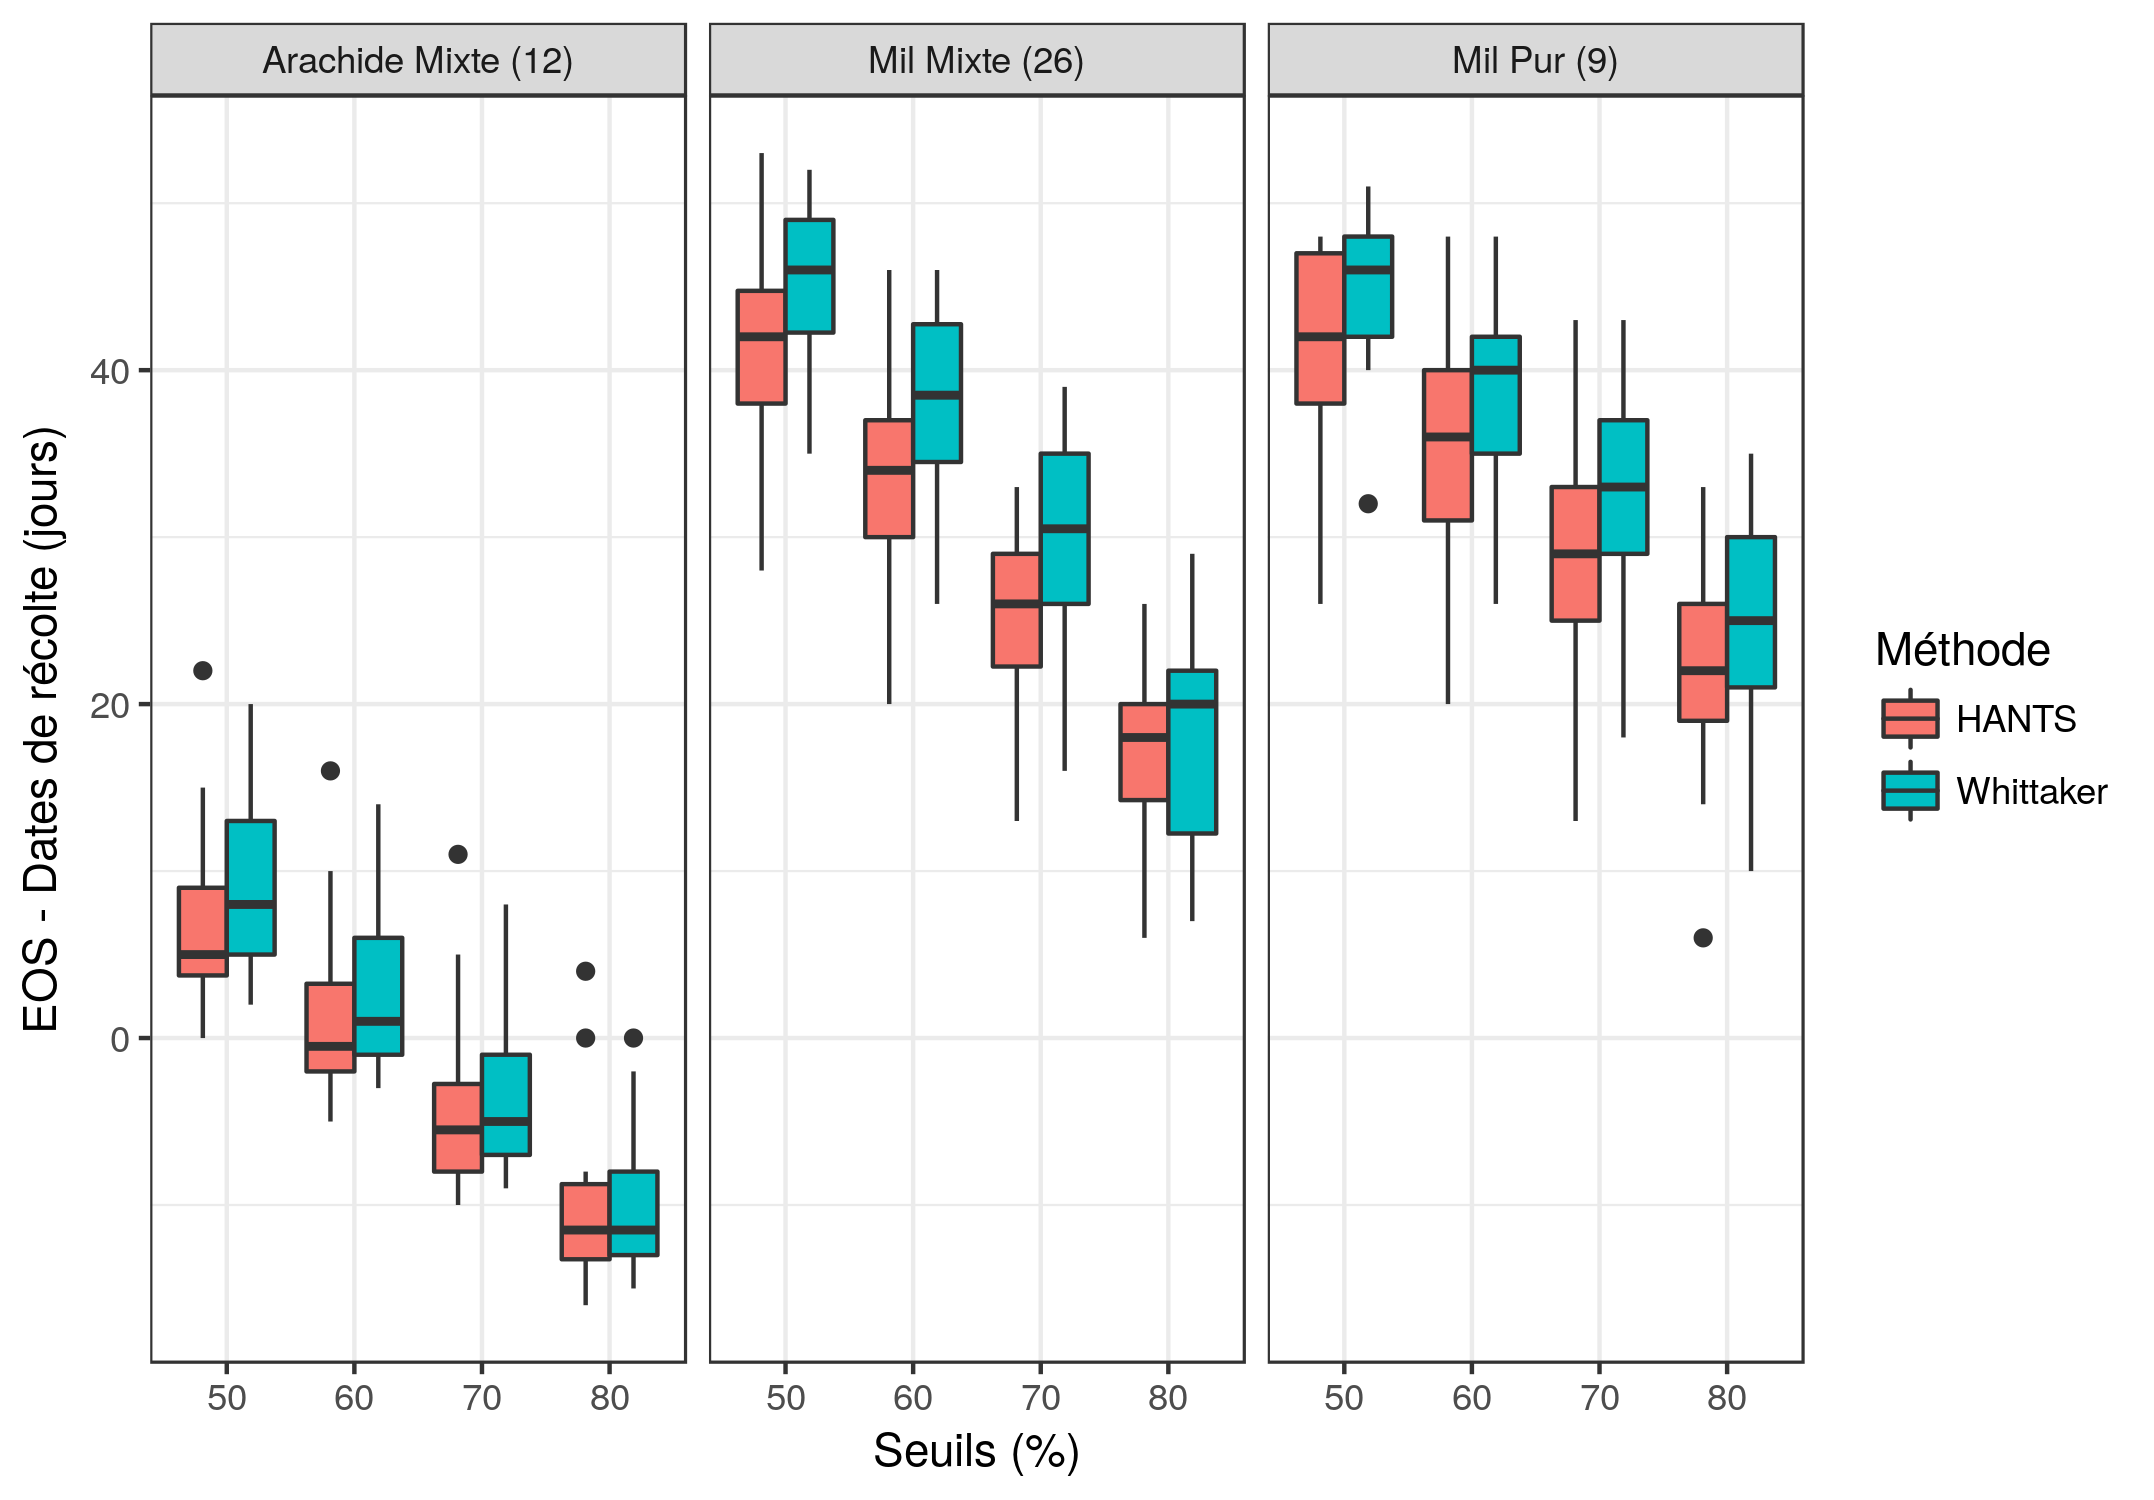 Arachide Mixte (12)
Mil Mixte (26)
Mil Pur (9)
EOS - Dates de récolte (jours)
40
20
0
50 60 70 80
50 60 70 80
50 60 70 80
Seuils (%)
Méthode
HANTS
Whittaker